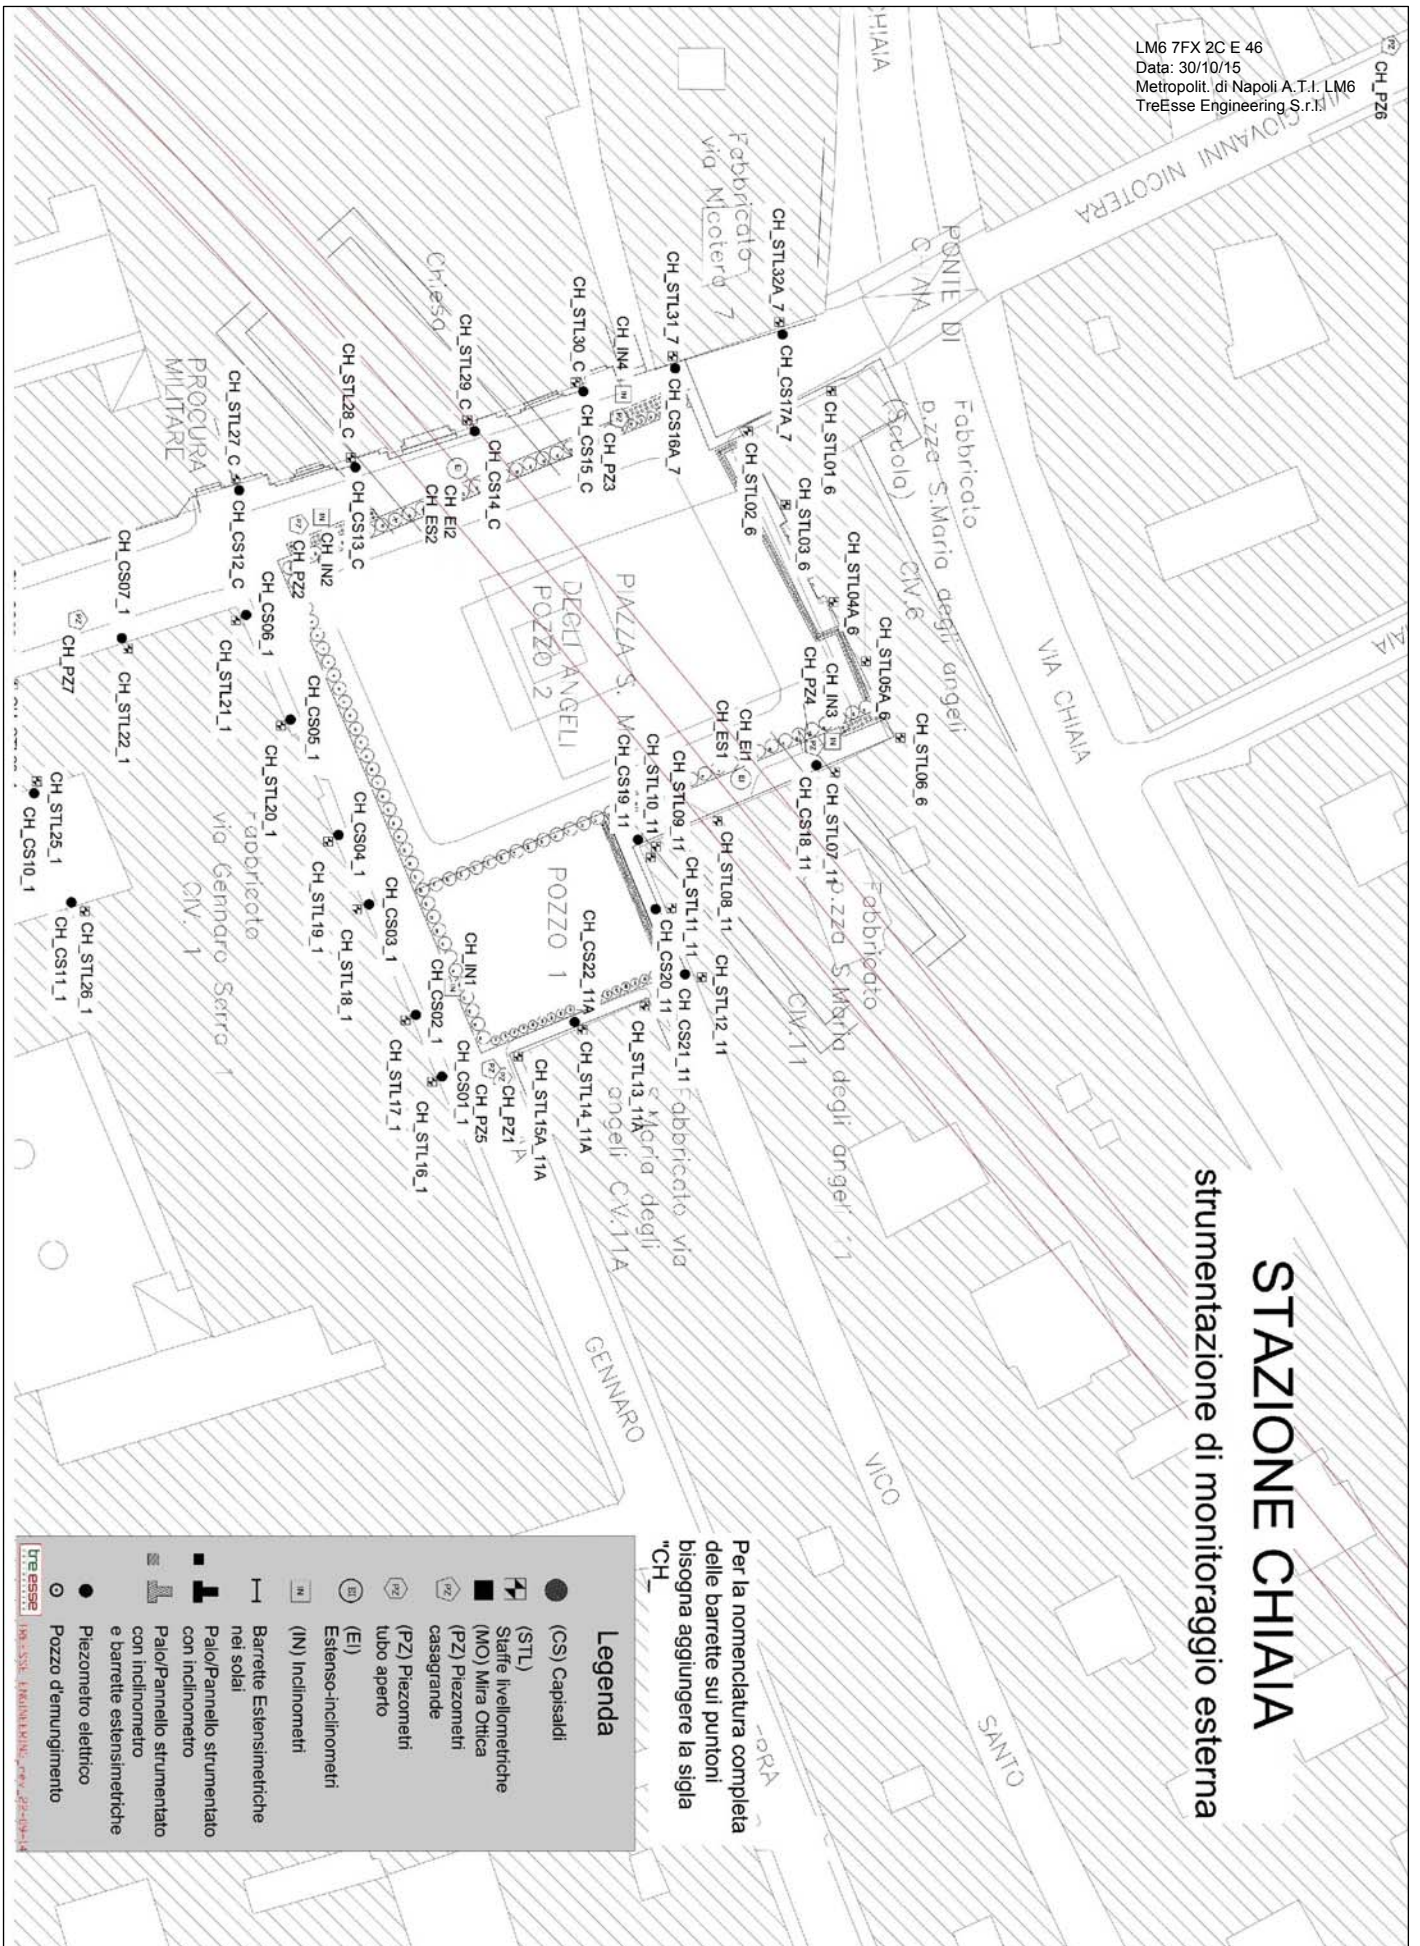 LM6 7FX 2C E 46
Data: 30/10/15
Metropolit. di Napoli A.T.I. LM6
TreEsse Engineering S.r.l.
STAZIONE CHIAIA
strumentazione di monitoraggio esterna
CH_PZ6
VIA GIOVANNI NICOTERA
CHIAIA
PONTE DI
VIA CHIAIA
Fabbricato
via Nicotera 7
CH_STL32A_7
CH_CS17A_7
CH_STL31_7
CH_CS16A_7
CH_IN4
CH_PZ3
CH_STL30_C
CH_CS15_C
Chiesa
CH_STL29_C
CH_CS14_C
CH_EI2
CH_ES2
CH_STL28_C
CH_CS13_C
CH_IN2
CH_PZ2
PROCURA
MILITARE
CH_STL27_C
CH_CS12_C
CH_CS06_1
CH_STL21_1
CH_CS07_1
CH_STL22_1
CH_PZ7
CH_CS05_1
CH_STL20_1
CH_CS04_1
CH_STL19_1
CH_CS03_1
CH_STL18_1
CH_CS02_1
CH_STL17_1
CH_CS01_1
CH_STL16_1
CH_IN1
CH_PZ5
CH_PZ1
CH_STL25_1
CH_CS10_1
CH_STL26_1
CH_CS11_1
via Gennaro Serra 1
CIV. 1
Fabbricato
p.zza S.Maria degli angeli
CIV.6
(Scuola)
CH_STL01_6
CH_STL02_6
CH_STL03_6
CH_STL04A_6
CH_STL05A_6
CH_STL06_6
CH_IN3
CH_PZ4
CH_STL07_11
CH_CS18_11
CH_EI1
CH_ES1
CH_STL08_11
CH_STL09_11
CH_STL10_11
CH_CS19_11
CH_STL11_11
CH_CS20_11
CH_STL12_11
CH_CS21_11
CH_STL13_11A
CH_CS22_11A
CH_STL14_11A
CH_STL15A_11A
PIAZZA S. M
DEGLI ANGELI
POZZO 2
POZZO 1
Fabbricato
p.zza S.Maria degli angeli 11
CIV.11
Fabbricato via
S.Maria degli
angeli CV.11A
GENNARO
VICO
SANTO
Per la nomenclatura completa
delle barrette sui puntoni
bisogna aggiungere la sigla
"CH_
Legenda
(CS) Capisaldi
(STL)
Staffe livellometriche
(MO) Mira Ottica
(PZ) Piezometri
casagrande
(PZ) Piezometri
tubo aperto
(EI)
Estenso-inclinometri
(IN) Inclinometri
Barrette Estensimetriche
nei solai
Palo/Pannello strumentato
con inclinometro
Palo/Pannello strumentato
con inclinometro
e barrette estensimetriche
Piezometro elettrico
Pozzo d'emungimento
tre esse